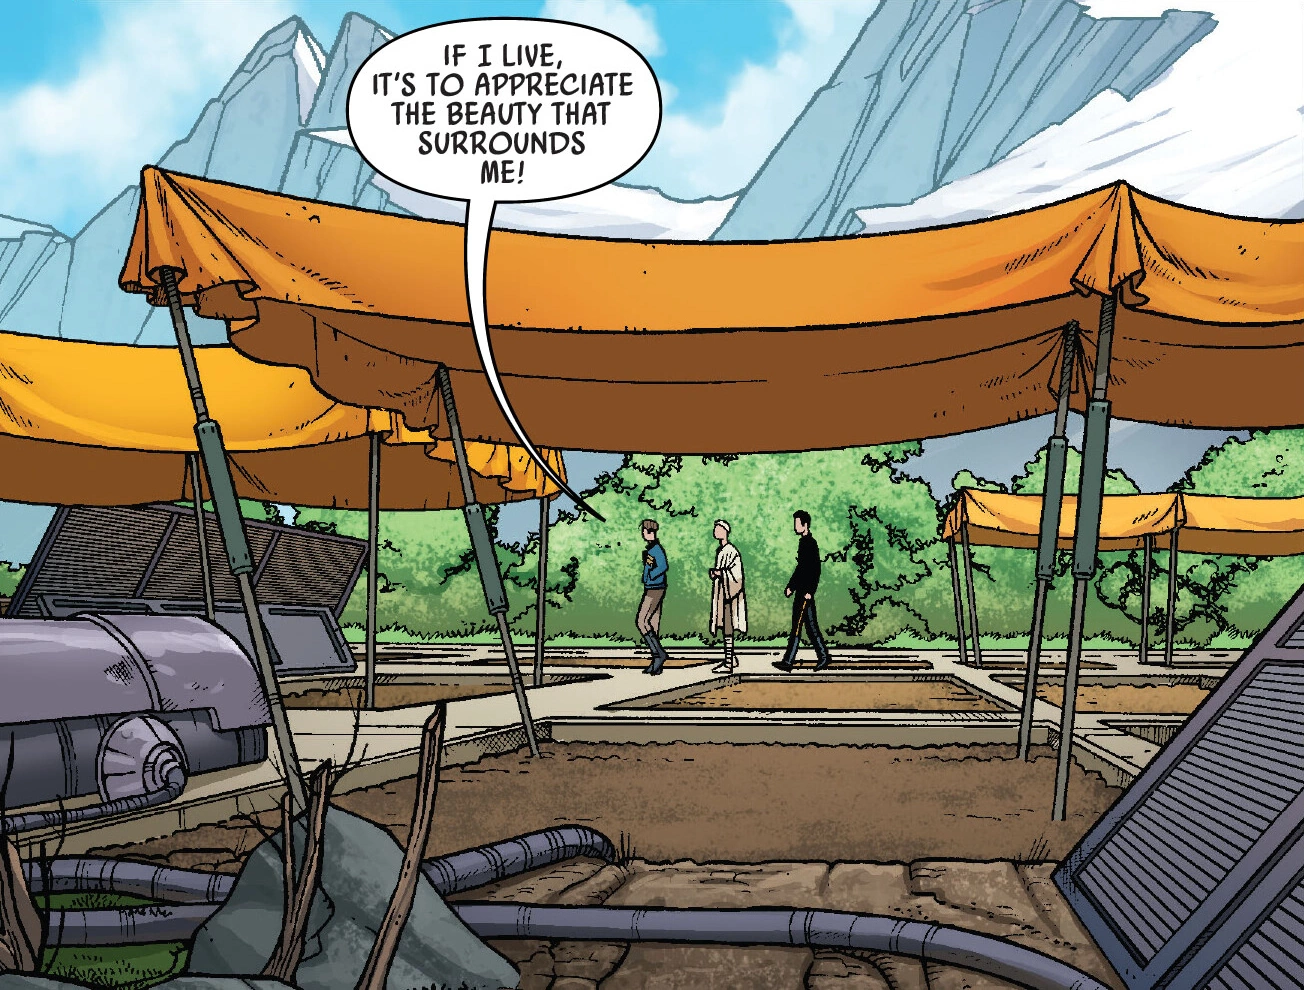 IF I LIVE,
IT'S TO APPRECIATE
THE BEAUTY THAT
SURROUNDS
ME!